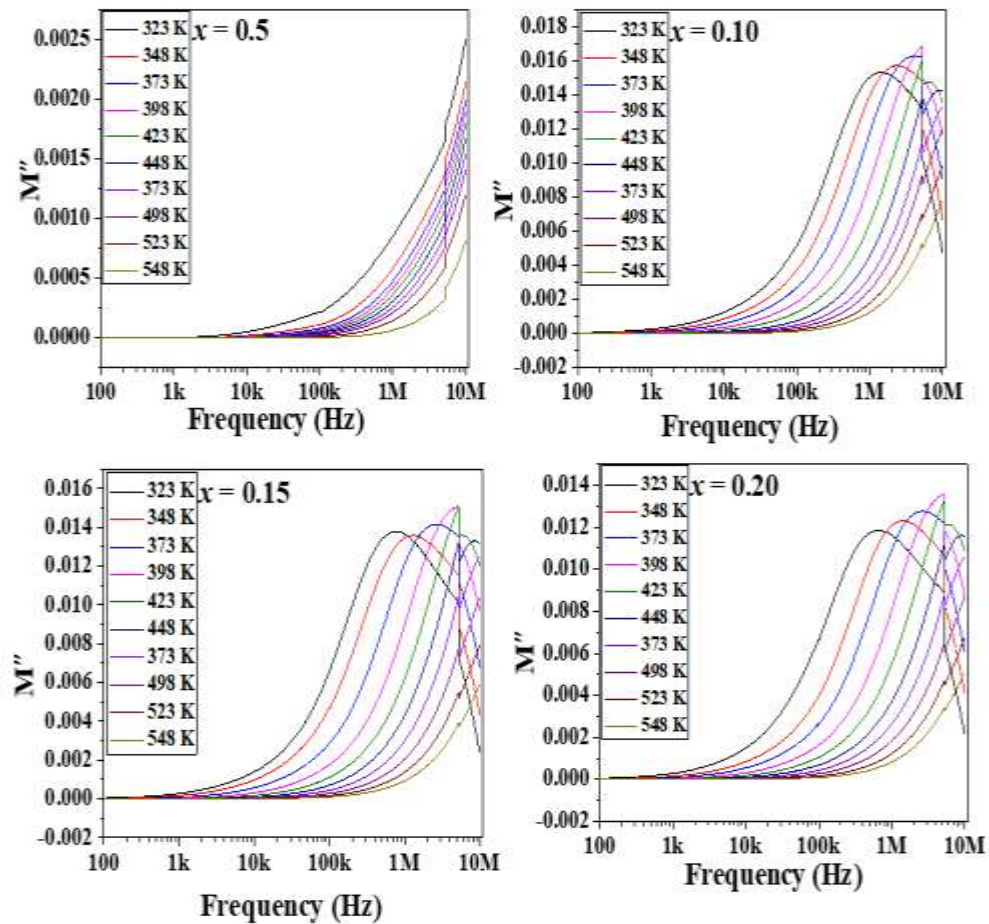 x = 0.5
323 K
348 K
373 K
398 K
423 K
448 K
373 K
498 K
523 K
548 K
0.0025
0.0020
0.0015
0.0010
0.0005
0.0000
M″
100 1k 10k 100k 1M 10M
Frequency (Hz)
x = 0.10
323 K
348 K
373 K
398 K
423 K
448 K
373 K
498 K
523 K
548 K
0.018
0.016
0.014
0.012
0.010
0.008
0.006
0.004
0.002
0.000
-0.002
M″
100 1k 10k 100k 1M 10M
Frequency (Hz)
x = 0.15
323 K
348 K
373 K
398 K
423 K
448 K
373 K
498 K
523 K
548 K
0.016
0.014
0.012
0.010
0.008
0.006
0.004
0.002
0.000
-0.002
M″
100 1k 10k 100k 1M 10M
Frequency (Hz)
x = 0.20
323 K
348 K
373 K
398 K
423 K
448 K
373 K
498 K
523 K
548 K
0.014
0.012
0.010
0.008
0.006
0.004
0.002
0.000
-0.002
M″
100 1k 10k 100k 1M 10M
Frequency (Hz)